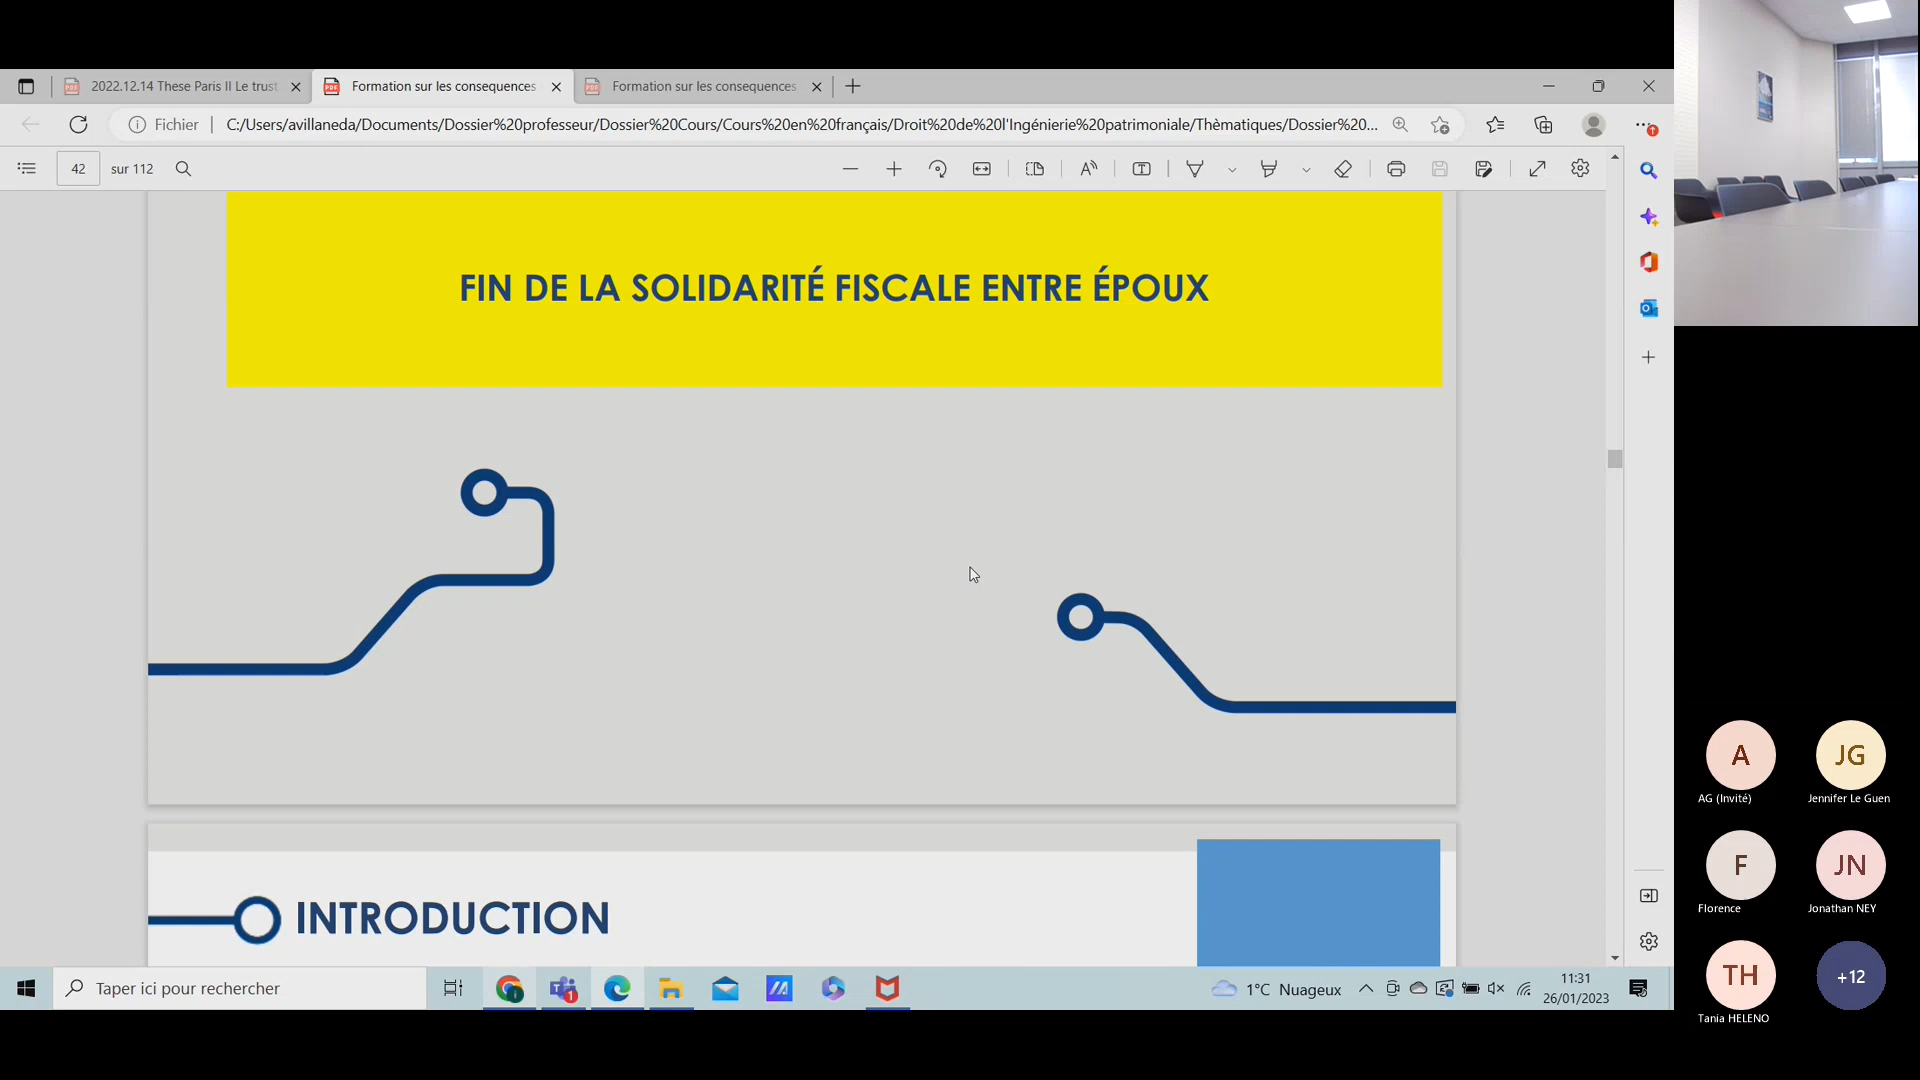 2022.12.14 These Paris II Le trust
Formation sur les consequences
Formation sur les consequences
Fichier
C:/Users/avillaneda/Documents/Dossier%20professeur/Dossier%20Cours/Cours%20en%20français/Droit%20de%20l'Ingénierie%20patrimoniale/Thèmatiques/Dossier%20...
42 sur 112
FIN DE LA SOLIDARITÉ FISCALE ENTRE ÉPOUX
INTRODUCTION
Taper ici pour rechercher
1°C Nuageux
11:31
26/01/2023
A
AG (Invité)
JG
Jennifer Le Guen
F
Florence
JN
Jonathan NEY
TH
Tania HELENO
+12